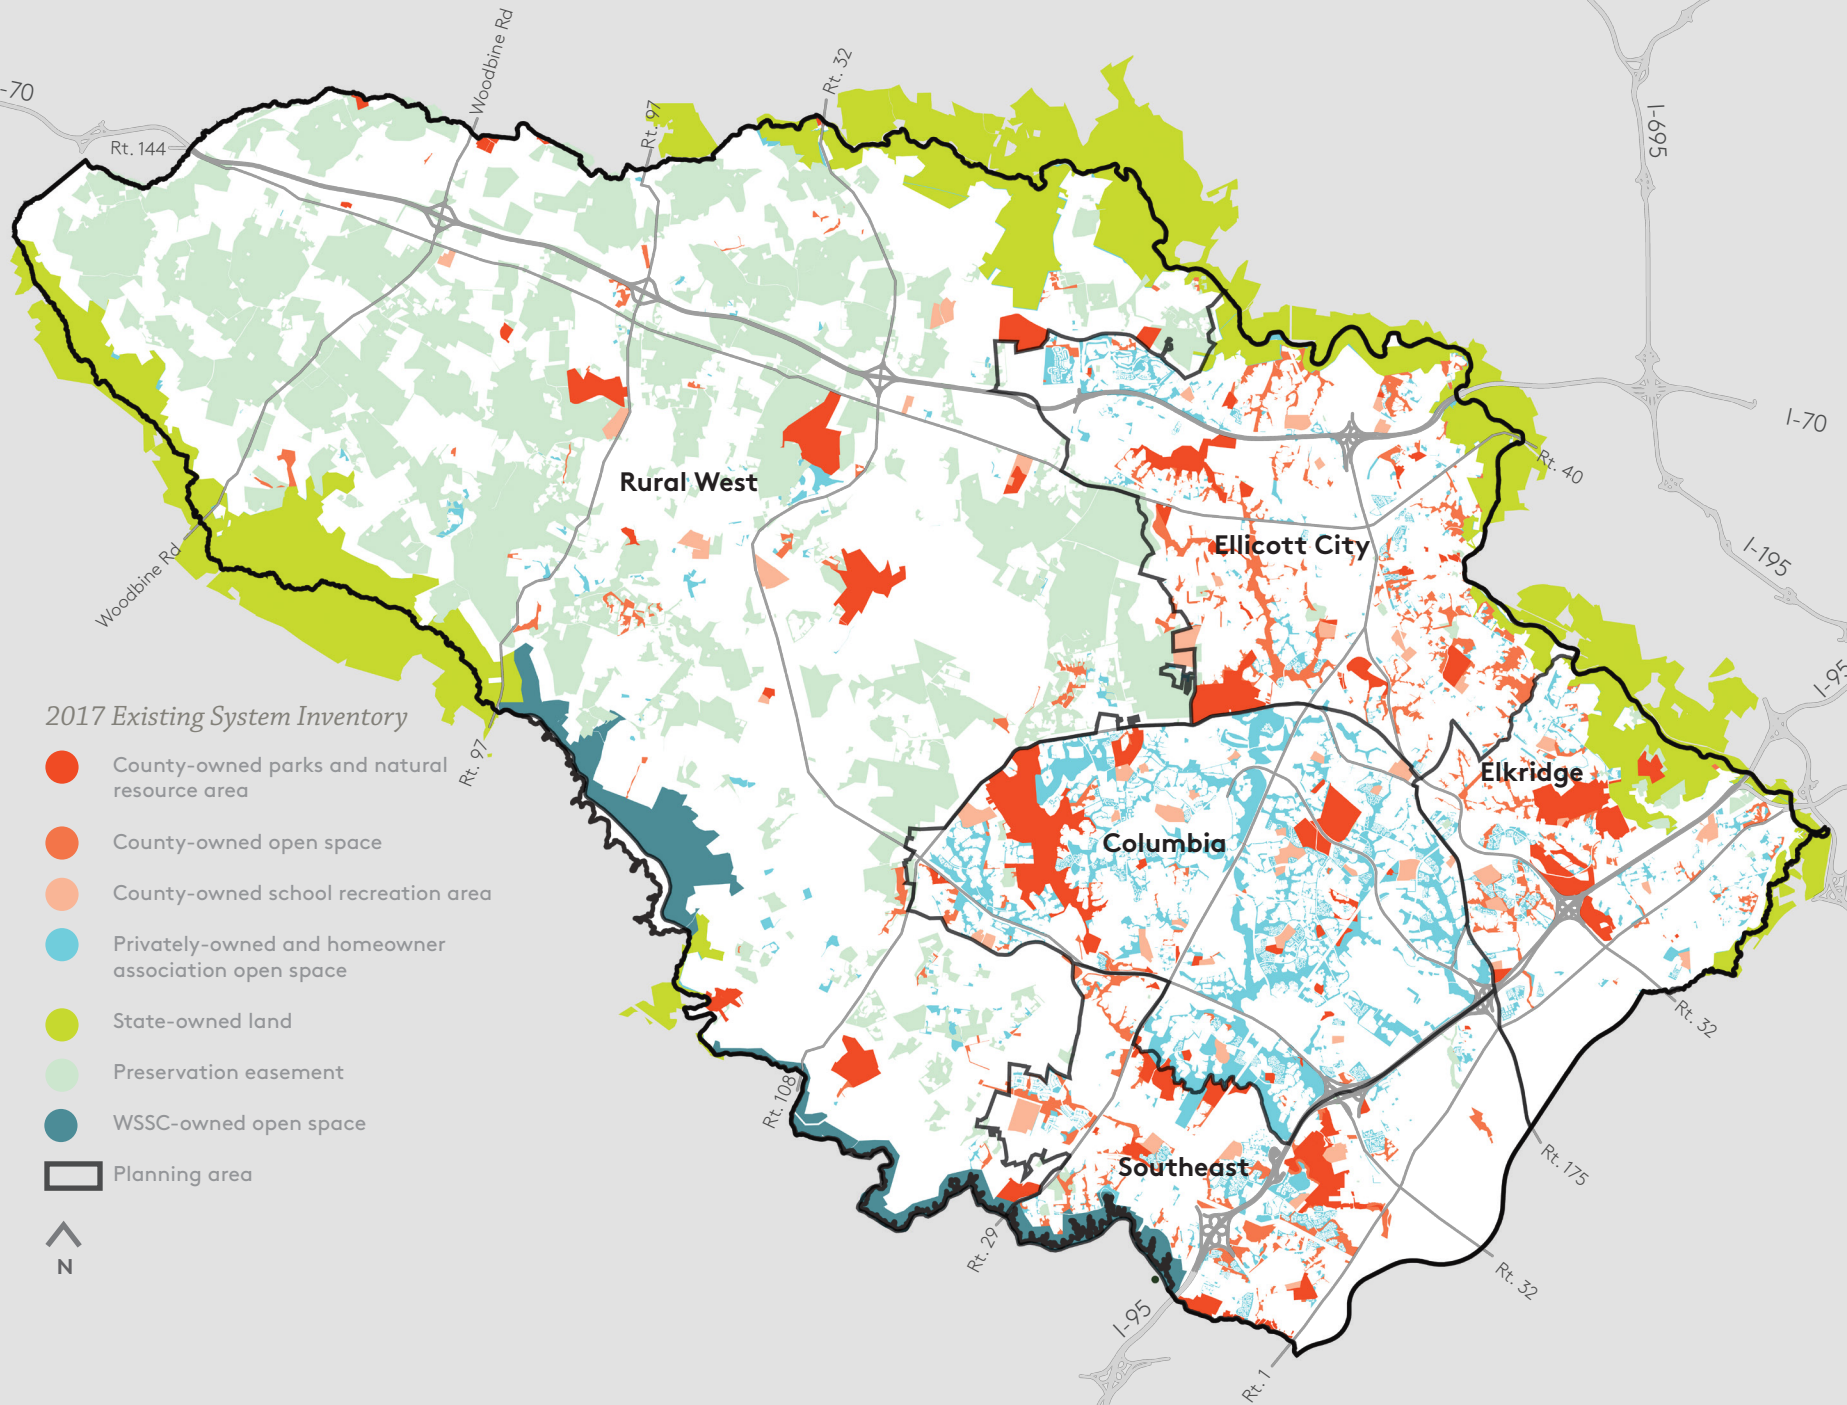 Woodbine Rd
Rt. 32
I-70
Rt. 97
Rt. 144
I-695
I-70
Rt. 40
Rural West
Ellicott City
I-195
Woodbine Rd
I-95
2017 Existing System Inventory
County-owned parks and natural
resource area
County-owned open space
County-owned school recreation area
Privately-owned and homeowner
association open space
State-owned land
Preservation easement
WSSC-owned open space
Planning area
N
Rt. 97
Elkridge
Columbia
Rt. 32
Rt. 108
Southeast
Rt. 175
Rt. 29
Rt. 32
I-95
Rt. 1